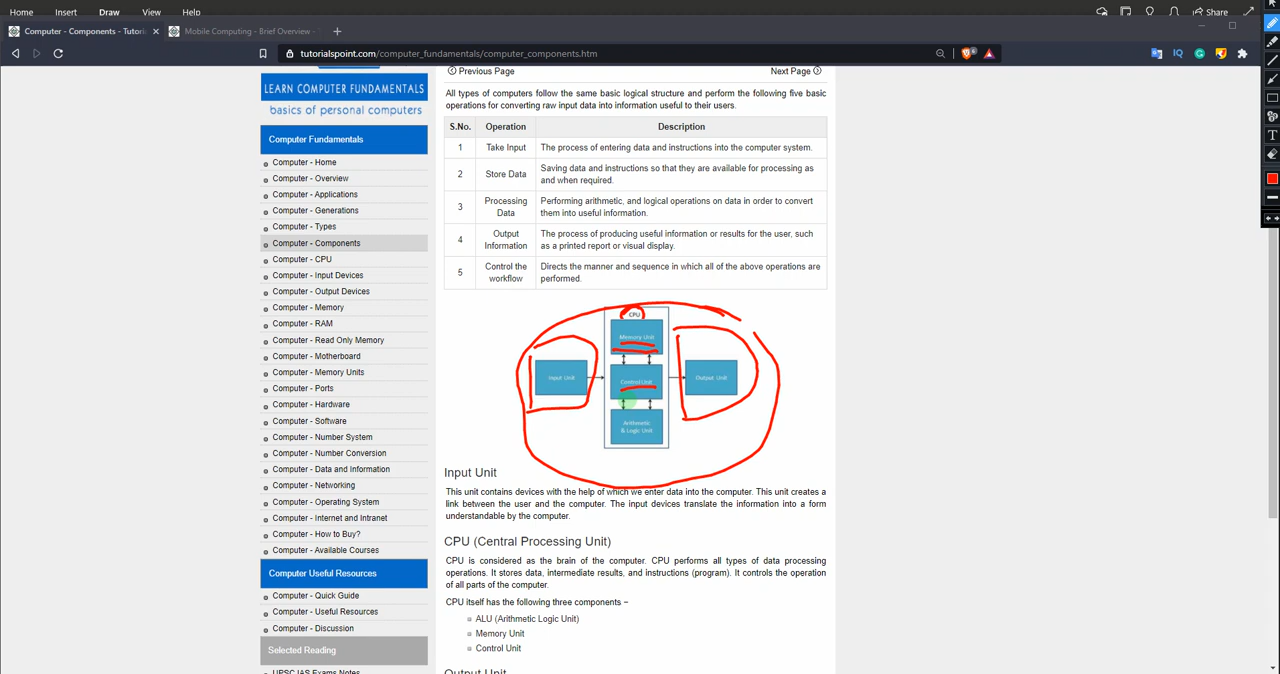 Home Insert Draw View Help Share
Computer - Components - Tutori Mobile Computing - Brief Overview -
tutorialspoint.com/computer_fundamentals/computer_components.htm
LEARN COMPUTER FUNDAMENTALS
basics of personal computers
Computer Fundamentals
Computer - Home
Computer - Overview
Computer - Applications
Computer - Generations
Computer - Types
Computer - Components
Computer - CPU
Computer - Input Devices
Computer - Output Devices
Computer - Memory
Computer - RAM
Computer - Read Only Memory
Computer - Motherboard
Computer - Memory Units
Computer - Ports
Computer - Hardware
Computer - Software
Computer - Number System
Computer - Number Conversion
Computer - Data and Information
Computer - Networking
Computer - Operating System
Computer - Internet and Intranet
Computer - How to Buy?
Computer - Available Courses
Computer Useful Resources
Computer - Quick Guide
Computer - Useful Resources
Computer - Discussion
Selected Reading
UPSC IAS Exams Notes
Previous Page Next Page
All types of computers follow the same basic logical structure and perform the following five basic
operations for converting raw input data into information useful to their users.
S.No. Operation Description
1 Take Input The process of entering data and instructions into the computer system.
2 Store Data Saving data and instructions so that they are available for processing as
and when required.
3 Processing Data Performing arithmetic, and logical operations on data in order to convert
them into useful information.
4 Output Information The process of producing useful information or results for the user, such
as a printed report or visual display.
5 Control the workflow Directs the manner and sequence in which all of the above operations are
performed.
CPU
Memory Unit
Input Unit Control Unit Output Unit
Arithmetic
& Logic Unit
Input Unit
This unit contains devices with the help of which we enter data into the computer. This unit creates a
link between the user and the computer. The input devices translate the information into a form
understandable by the computer.
CPU (Central Processing Unit)
CPU is considered as the brain of the computer. CPU performs all types of data processing
operations. It stores data, intermediate results, and instructions (program). It controls the operation
of all parts of the computer.
CPU itself has the following three components −
ALU (Arithmetic Logic Unit)
Memory Unit
Control Unit
Output Unit